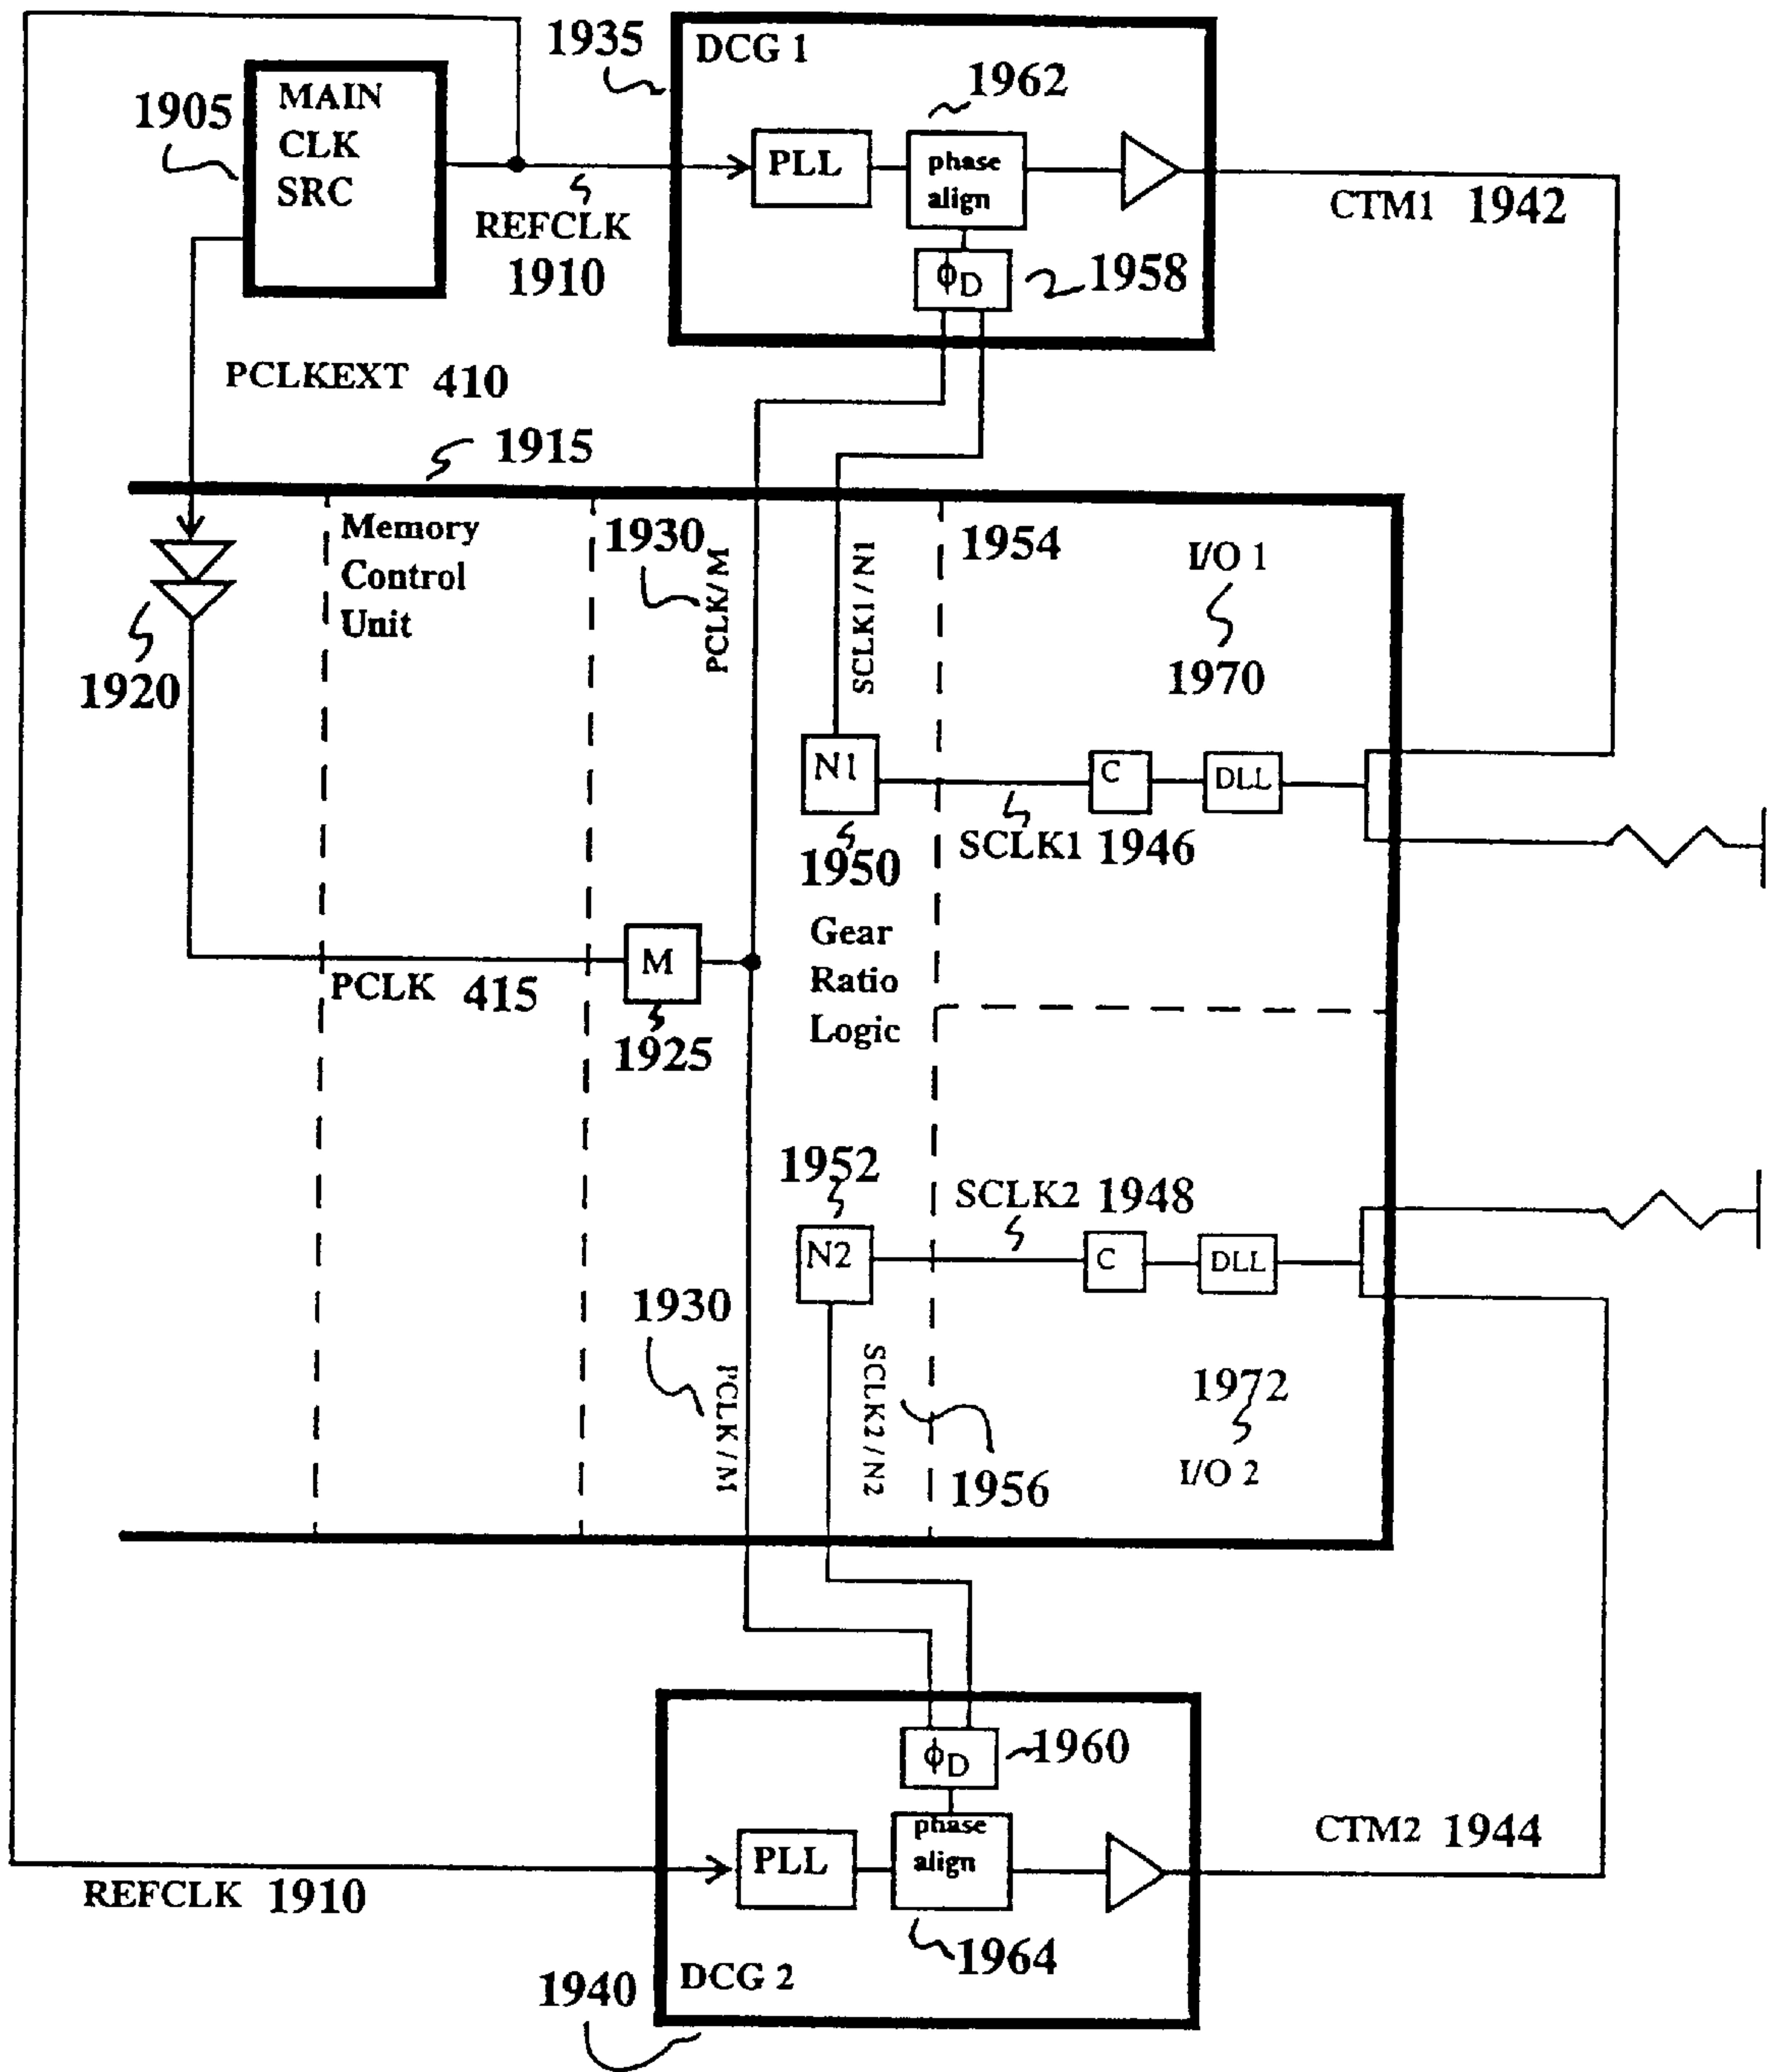 1935
DCG 1
1962
MAIN
CLK
SRC
1905
PLL
phase
align
REFCLK
1910
CTM1 1942
ϕD
1958
PCLKEXT 410
1915
Memory
Control
Unit
1930
PCLK/M
SCLK1/N1
1954
I/O 1
1970
1920
N1
C
DLL
1950
SCLK1 1946
Gear
Ratio
Logic
M
PCLK 415
1925
1952
SCLK2 1948
N2
C
DLL
1930
PCLK/M
SCLK2/N2
1972
I/O 2
1956
ϕD
1960
phase
align
PLL
CTM2 1944
REFCLK 1910
1964
DCG 2
1940